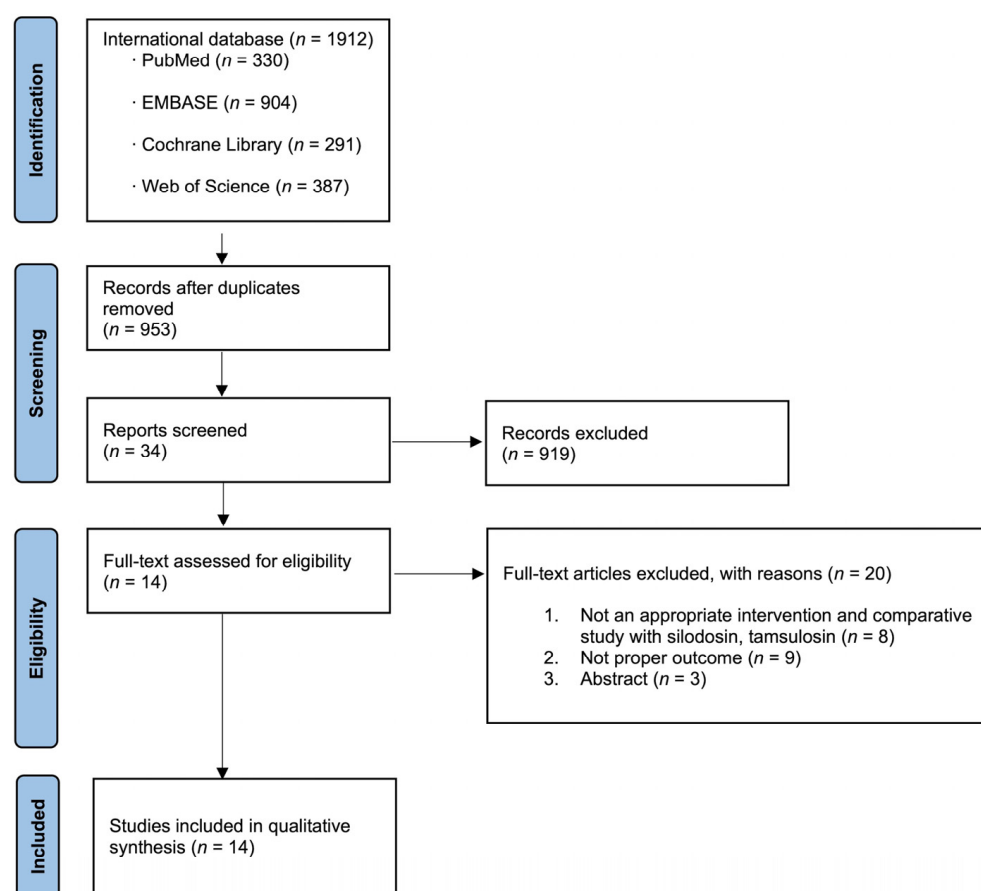 Identification
International database (n = 1912)
· PubMed (n = 330)
· EMBASE (n = 904)
· Cochrane Library (n = 291)
· Web of Science (n = 387)
Screening
Records after duplicates
removed
(n = 953)
Reports screened
(n = 34)
Records excluded
(n = 919)
Eligibility
Full-text assessed for eligibility
(n = 14)
Full-text articles excluded, with reasons (n = 20)
1. Not an appropriate intervention and comparative
study with silodosin, tamsulosin (n = 8)
2. Not proper outcome (n = 9)
3. Abstract (n = 3)
Included
Studies included in qualitative
synthesis (n = 14)